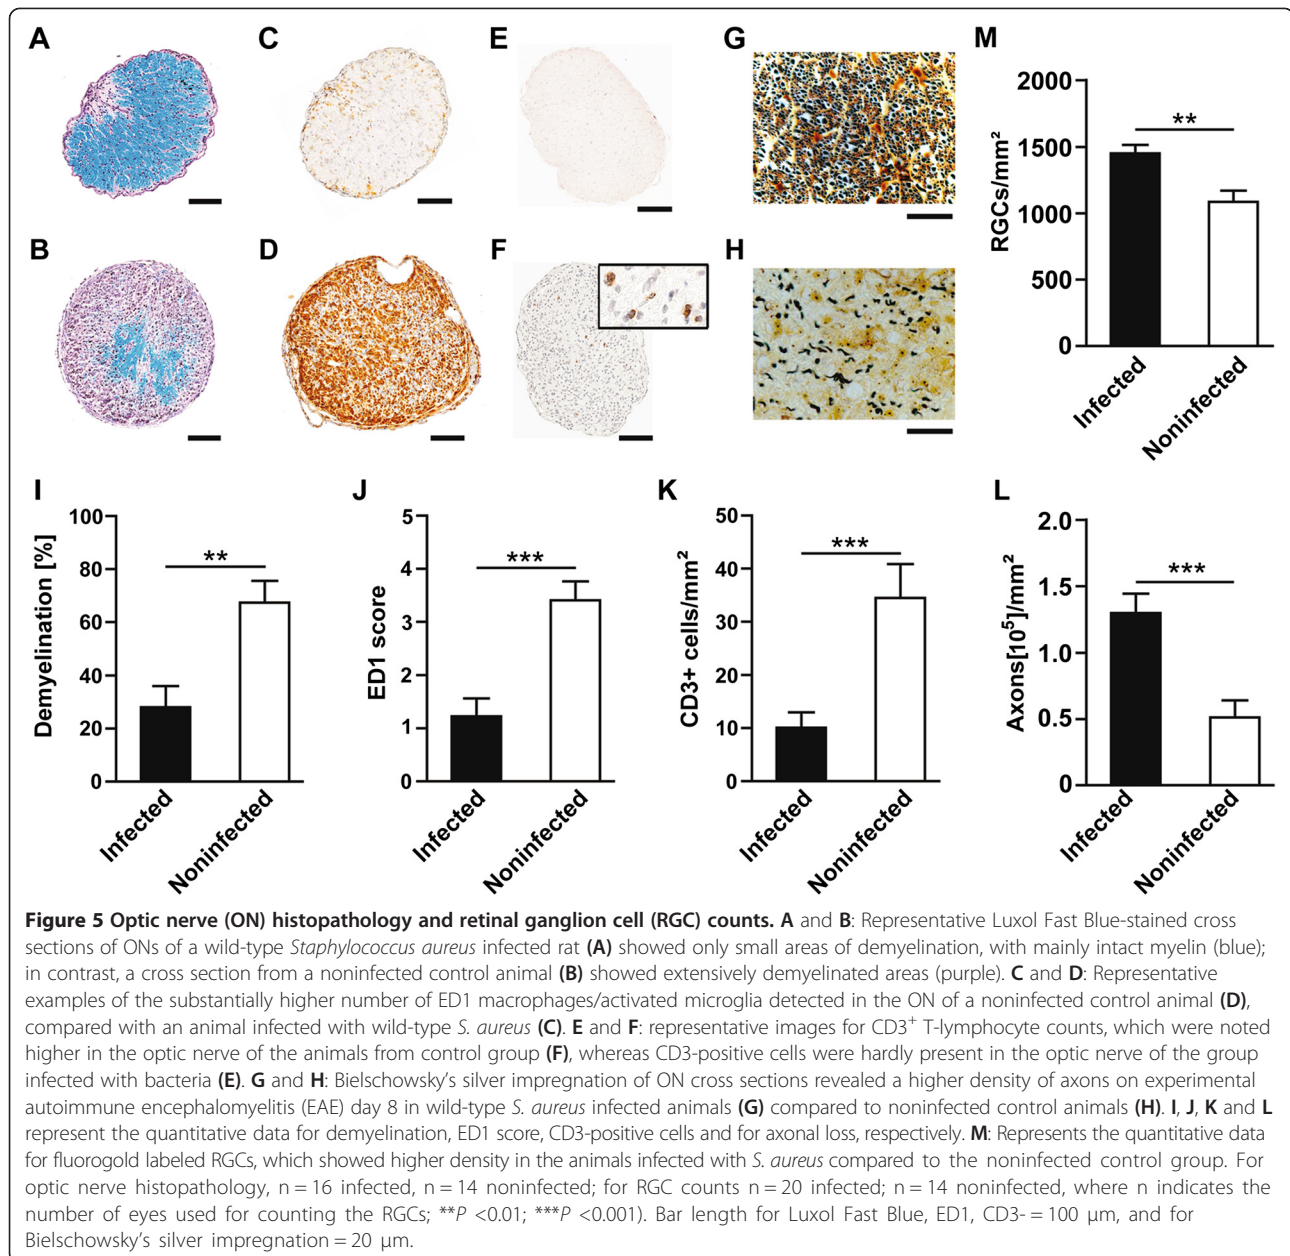 A
C
E
G
M
2000
1500
1000
500
0
RGCs/mm²
**
Infected
Noninfected
B
D
F
H
I
100
80
60
40
20
0
Demyelination [%]
**
Infected
Noninfected
J
5
4
3
2
1
0
ED1 score
***
Infected
Noninfected
K
50
40
30
20
10
0
CD3+ cells/mm²
***
Infected
Noninfected
L
2.0
1.5
1.0
0.5
0
Axons[10⁵]/mm²
***
Infected
Noninfected
Figure 5 Optic nerve (ON) histopathology and retinal ganglion cell (RGC) counts. A and B: Representative Luxol Fast Blue-stained cross
sections of ONs of a wild-type Staphylococcus aureus infected rat (A) showed only small areas of demyelination, with mainly intact myelin (blue);
in contrast, a cross section from a noninfected control animal (B) showed extensively demyelinated areas (purple). C and D: Representative
examples of the substantially higher number of ED1 macrophages/activated microglia detected in the ON of a noninfected control animal (D),
compared with an animal infected with wild-type S. aureus (C). E and F: representative images for CD3⁺ T-lymphocyte counts, which were noted
higher in the optic nerve of the animals from control group (F), whereas CD3-positive cells were hardly present in the optic nerve of the group
infected with bacteria (E). G and H: Bielschowsky's silver impregnation of ON cross sections revealed a higher density of axons on experimental
autoimmune encephalomyelitis (EAE) day 8 in wild-type S. aureus infected animals (G) compared to noninfected control animals (H). I, J, K and L
represent the quantitative data for demyelination, ED1 score, CD3-positive cells and for axonal loss, respectively. M: Represents the quantitative data
for fluorogold labeled RGCs, which showed higher density in the animals infected with S. aureus compared to the noninfected control group. For
optic nerve histopathology, n = 16 infected, n = 14 noninfected; for RGC counts n = 20 infected; n = 14 noninfected, where n indicates the
number of eyes used for counting the RGCs; **P <0.01; ***P <0.001). Bar length for Luxol Fast Blue, ED1, CD3- = 100 μm, and for
Bielschowsky's silver impregnation = 20 μm.